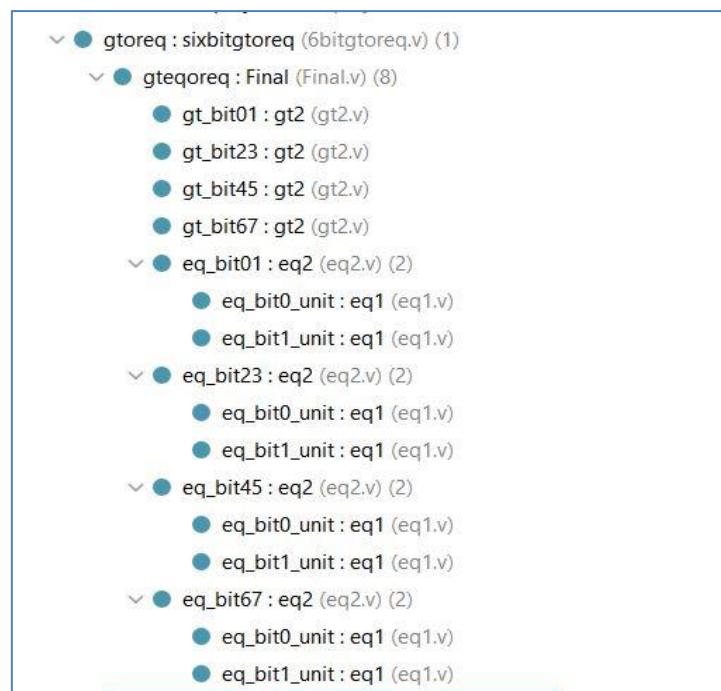 gtoreq : sixbitgtoreq (6bitgtoreq.v) (1)
gteqoreq : Final (Final.v) (8)
gt_bit01 : gt2 (gt2.v)
gt_bit23 : gt2 (gt2.v)
gt_bit45 : gt2 (gt2.v)
gt_bit67 : gt2 (gt2.v)
eq_bit01 : eq2 (eq2.v) (2)
eq_bit0_unit : eq1 (eq1.v)
eq_bit1_unit : eq1 (eq1.v)
eq_bit23 : eq2 (eq2.v) (2)
eq_bit0_unit : eq1 (eq1.v)
eq_bit1_unit : eq1 (eq1.v)
eq_bit45 : eq2 (eq2.v) (2)
eq_bit0_unit : eq1 (eq1.v)
eq_bit1_unit : eq1 (eq1.v)
eq_bit67 : eq2 (eq2.v) (2)
eq_bit0_unit : eq1 (eq1.v)
eq_bit1_unit : eq1 (eq1.v)